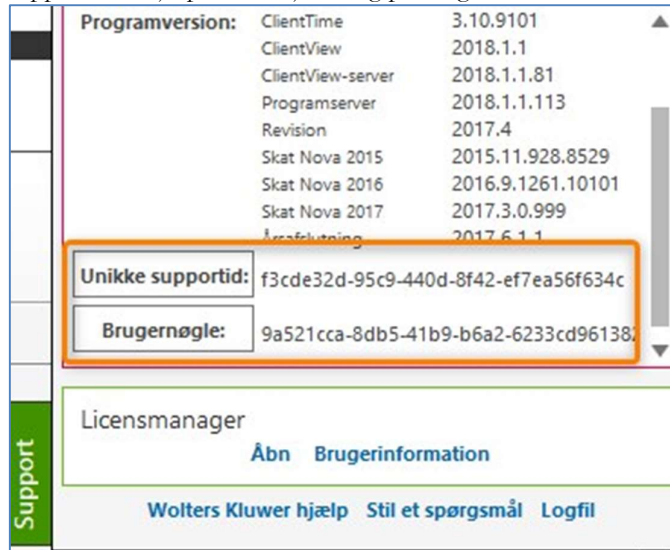 Programversion: ClientTime 3.10.9101
ClientView 2018.1.1
ClientView-server 2018.1.1.81
Programserver 2018.1.1.113
Revision 2017.4
Skat Nova 2015 2015.11.928.8529
Skat Nova 2016 2016.9.1261.10101
Skat Nova 2017 2017.3.0.999
Årsafslutning 2017.6.1.1
Unikke supportid: f3cde32d-95c9-440d-8f42-ef7ea56f634c
Brugernøgle: 9a521cca-8db5-41b9-b6a2-6233cd961382
Licensmanager
Åbn Brugerinformation
Support
Wolters Kluwer hjælp Stil et spørgsmål Logfil